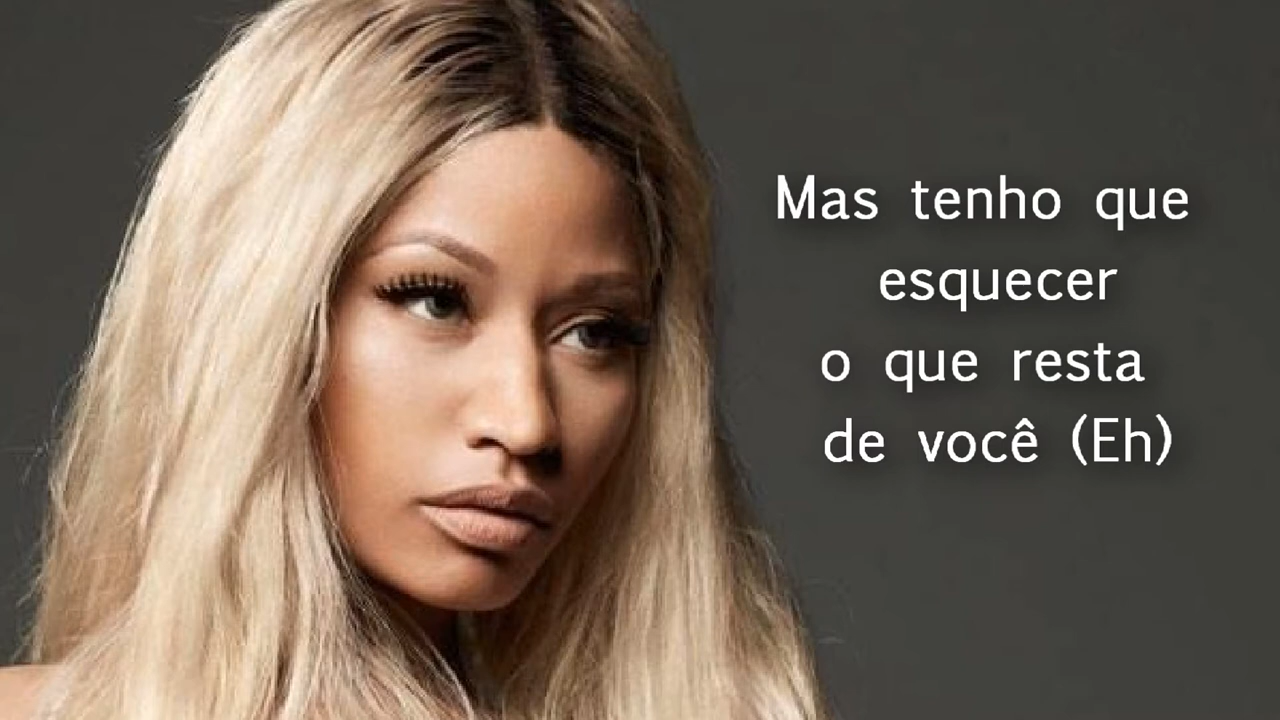 Mas tenho que
esquecer
o que resta
de você (Eh)